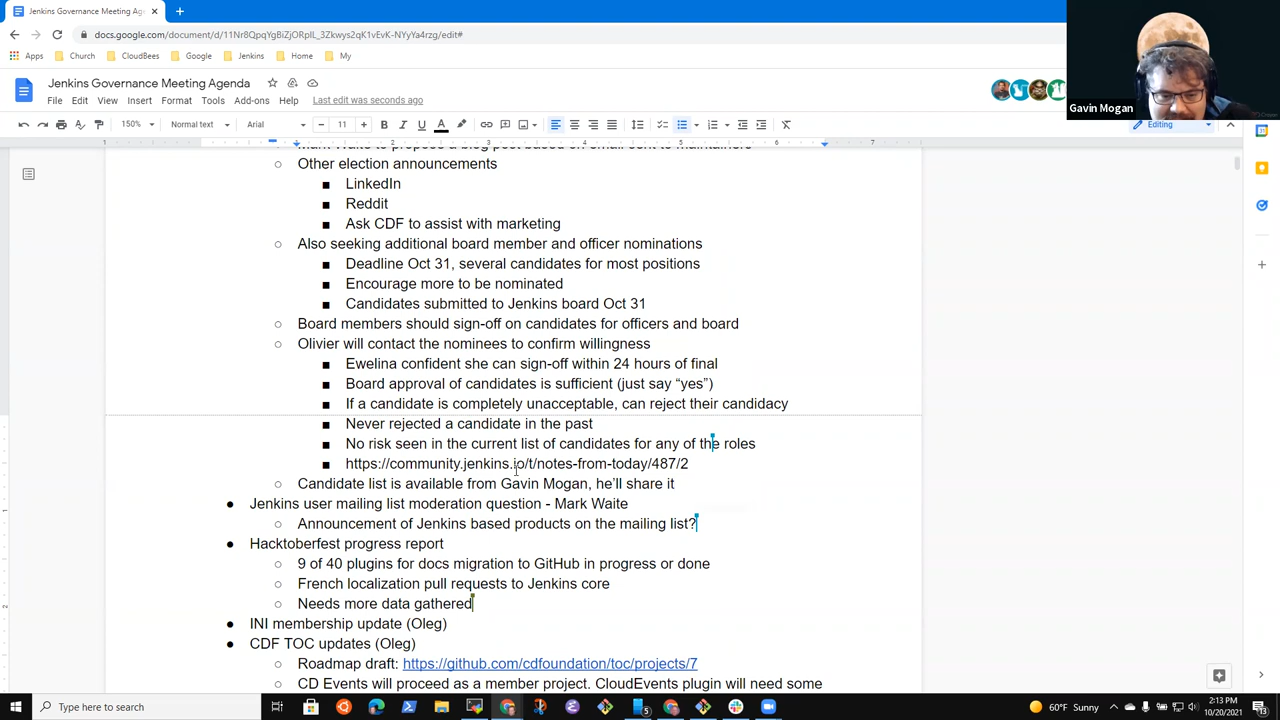 Jenkins Governance Meeting Age
docs.google.com/document/d/11Nr8QpqYgBiZjORpIL_3Zkwys2qK1vEvK-NYyYa4rzg/edit#
Apps
Church
CloudBees
Google
Jenkins
Home
My
Jenkins Governance Meeting Agenda
File
Edit
View
Insert
Format
Tools
Add-ons
Help
Last edit was seconds ago
Gavin Mogan
150%
Normal text
Arial
11
Editing
1
2
3
4
5
6
7
Other election announcements
LinkedIn
Reddit
Ask CDF to assist with marketing
Also seeking additional board member and officer nominations
Deadline Oct 31, several candidates for most positions
Encourage more to be nominated
Candidates submitted to Jenkins board Oct 31
Board members should sign-off on candidates for officers and board
Olivier will contact the nominees to confirm willingness
Ewelina confident she can sign-off within 24 hours of final
Board approval of candidates is sufficient (just say “yes”)
If a candidate is completely unacceptable, can reject their candidacy
Never rejected a candidate in the past
No risk seen in the current list of candidates for any of the roles
https://community.jenkins.io/t/notes-from-today/487/2
Candidate list is available from Gavin Mogan, he’ll share it
Jenkins user mailing list moderation question - Mark Waite
Announcement of Jenkins based products on the mailing list?
Hacktoberfest progress report
9 of 40 plugins for docs migration to GitHub in progress or done
French localization pull requests to Jenkins core
Needs more data gathered
INI membership update (Oleg)
CDF TOC updates (Oleg)
Roadmap draft: https://github.com/cdfoundation/toc/projects/7
CD Events will proceed as a member project. CloudEvents plugin will need some
Type here to search
5
60°F Sunny
2:13 PM
10/20/2021
13